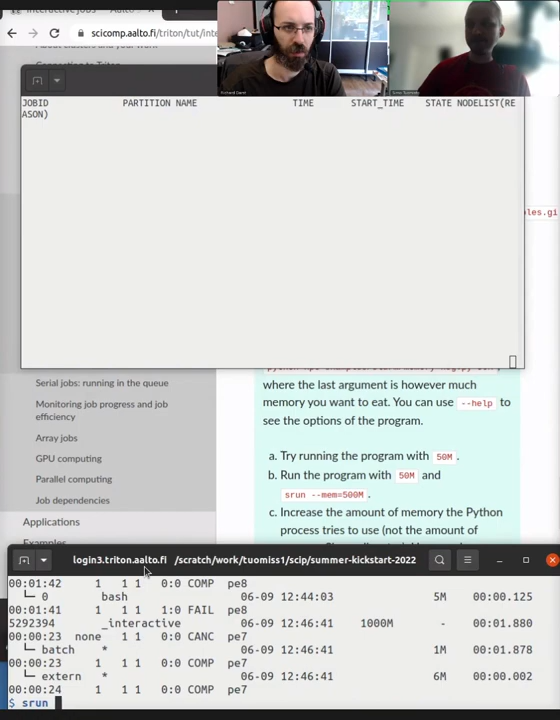 Interactive jobs — Aalto
scicomp.aalto.fi/triton/tut/inte
JOBID PARTITION NAME TIME START_TIME STATE NODELIST(RE
ASON)
ples.gi
Serial jobs: running in the queue
Monitoring job progress and job
efficiency
Array jobs
GPU computing
Parallel computing
Job dependencies
Applications
where the last argument is however much
memory you want to eat. You can use --help to
see the options of the program.
a. Try running the program with 50M .
b. Run the program with 50M and
srun --mem=500M .
c. Increase the amount of memory the Python
process tries to use (not the amount of
login3.triton.aalto.fi /scratch/work/tuomiss1/scip/summer-kickstart-2022
00:01:42 1 1 1 0:0 COMP pe8
└─ 0 bash 06-09 12:44:03 5M 00:00.125
00:01:41 1 1 1 1:0 FAIL pe8
5292394 _interactive 06-09 12:46:41 1000M - 00:01.880
00:00:23 none 1 1 1 0:0 CANC pe7
└─ batch * 06-09 12:46:41 1M 00:01.878
00:00:23 1 1 1 0:0 COMP pe7
└─ extern * 06-09 12:46:41 6M 00:00.002
00:00:24 1 1 1 0:0 COMP pe7
$ srun